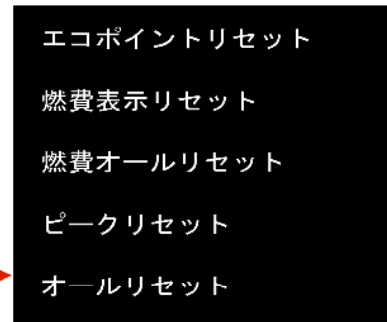 エコポイントリセット
燃費表示リセット
燃費オールリセット
ピークリセット
オールリセット